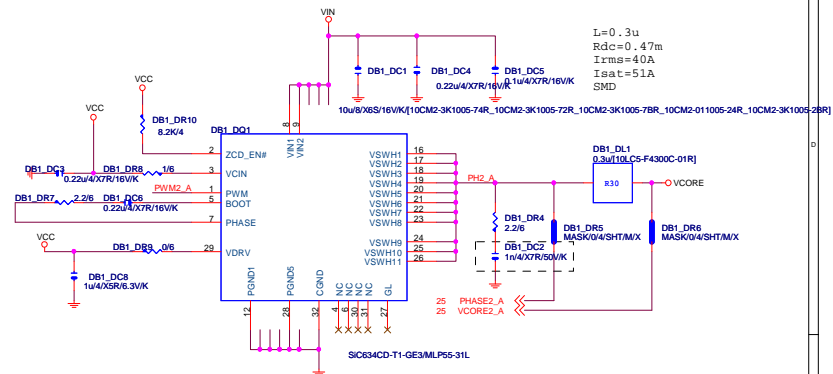 VIN
L=0.3u
Rdc=0.47m
Irms=40A
Isat=51A
SMD
VCC
DB1_DC1
DB1_DC4
0.22u/4/X7R/16V/K
DB1_DC5
0.1u/4/X7R/16V/K
10u/8/X6S/16V/K/[10CM2-3K1005-74R_10CM2-3K1005-72R_10CM2-3K1005-7BR_10CM2-011005-24R_10CM2-3K1005-2BR]
VCC
DB1_DR10
8.2K/4
DB1_DQ1
8
9
VIN1
VIN2
D
2
ZCD_EN#
VSWH1
16
VSWH2
17
VSWH3
18
VSWH4
19
VSWH5
20
VSWH6
21
VSWH7
22
VSWH8
23
VSWH9
24
VSWH10
25
VSWH11
26
DB1_DC3
0.22u/4/X7R/16V/K
DB1_DR8
1/6
3
VCIN
PWM2_A
1
PWM
DB1_DR7
2.2/6
DB1_DC6
0.22u/4/X7R/16V/K
5
BOOT
7
PHASE
VCC
DB1_DR9
0/6
29
VDRV
DB1_DC8
1u/4/X5R/6.3V/K
PH2_A
DB1_DL1
0.3u/[10LC5-F4300C-01R]
R30
VCORE
DB1_DR4
2.2/6
DB1_DR5
MASK/0/4/SHT/M/X
DB1_DR6
MASK/0/4/SHT/M/X
DB1_DC2
1n/4/X7R/50V/K
25 PHASE2_A
25 VCORE2_A
PGND1
PGND5
CGND
NC
NC
NC
NC
GL
12
28
32
4
6
30
31
27
SiC634CD-T1-GE3/MLP55-31L